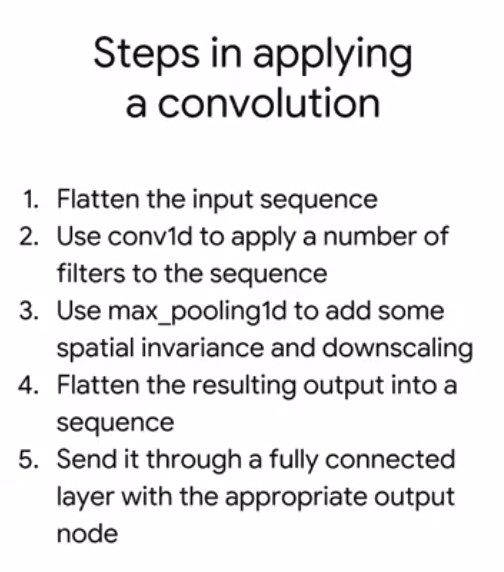 Steps in applying
a convolution
1. Flatten the input sequence
2. Use conv1d to apply a number of
filters to the sequence
3. Use max_pooling1d to add some
spatial invariance and downscaling
4. Flatten the resulting output into a
sequence
5. Send it through a fully connected
layer with the appropriate output
node